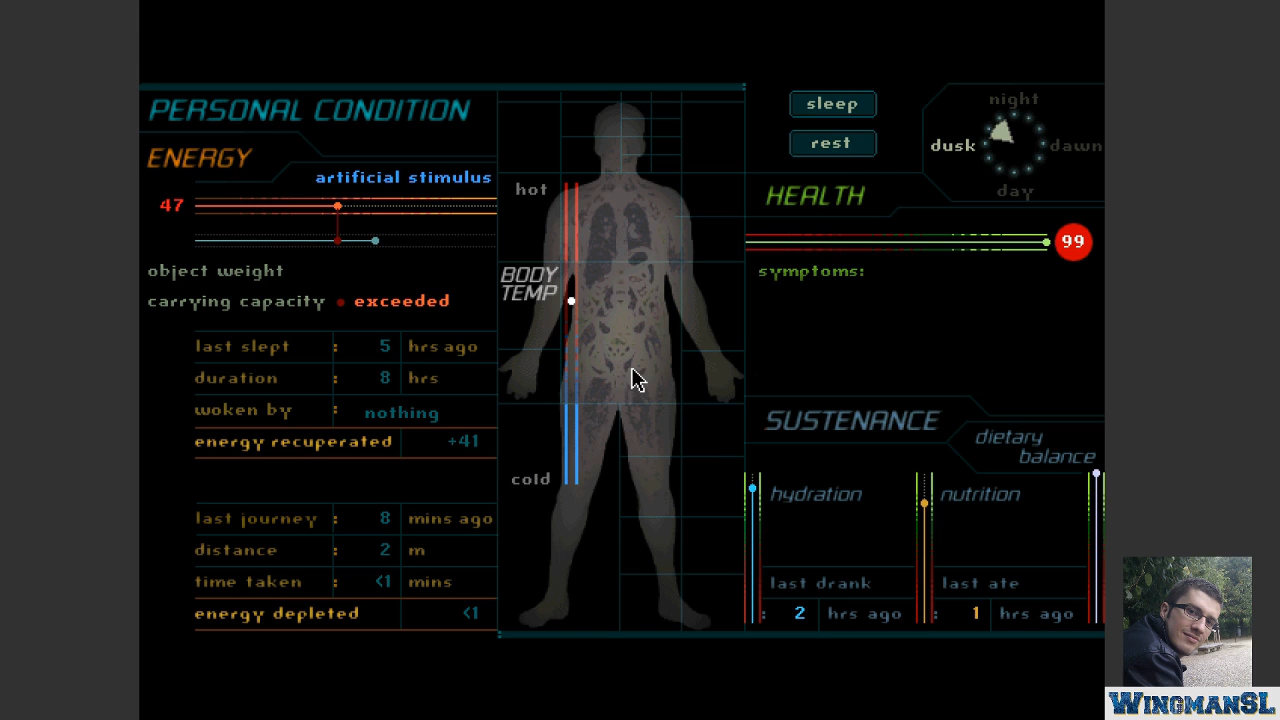 PERSONAL CONDITION
ENERGY
artificial stimulus
47
object weight
carrying capacity exceeded
last slept : 5 hrs ago
duration : 8 hrs
woken by : nothing
energy recuperated +41
last journey : 8 mins ago
distance : 2 m
time taken : <1 mins
energy depleted <1
hot
BODY
TEMP
cold
sleep
rest
night
dusk
dawn
day
HEALTH
99
symptoms:
SUSTENANCE
dietary
balance
hydration
nutrition
last drank
: 2 hrs ago
last ate
: 1 hrs ago
WINGMANSL